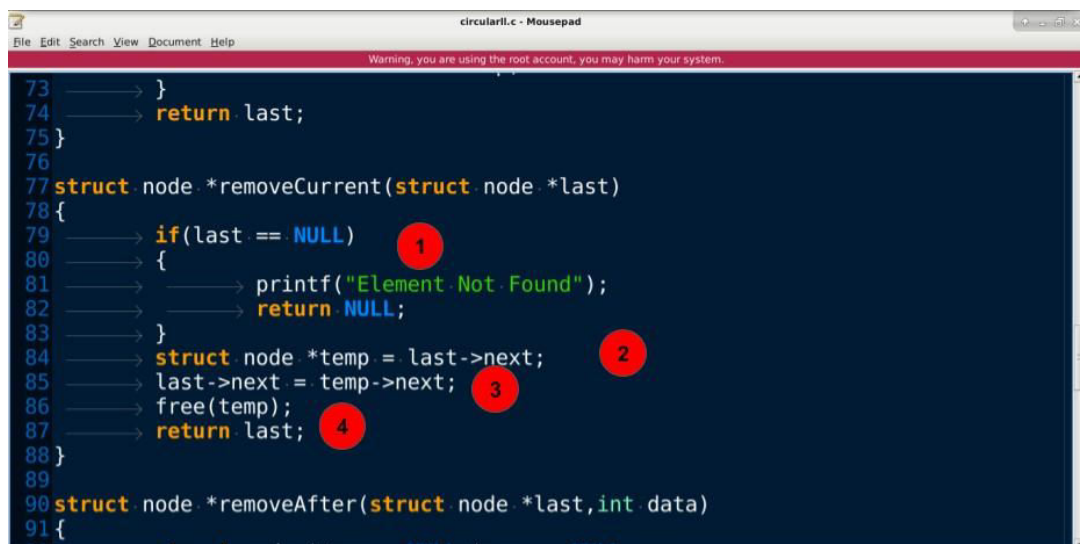 circularll.c - Mousepad
File Edit Search View Document Help
Warning, you are using the root account, you may harm your system.
73 }
74 return last;
75 }
76
77 struct node *removeCurrent(struct node *last)
78 {
79 if(last == NULL)
1
80 {
81 printf("Element Not Found");
82 return NULL;
83 }
84 struct node *temp = last->next;
2
85 last->next = temp->next;
3
86 free(temp);
87 return last;
4
88 }
89
90 struct node *removeAfter(struct node *last,int data)
91 {